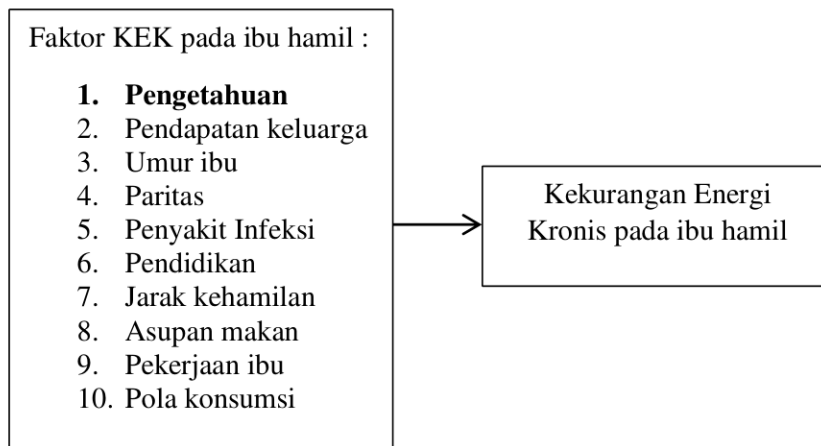 Faktor KEK pada ibu hamil :
1. Pengetahuan
2. Pendapatan keluarga
3. Umur ibu
4. Paritas
5. Penyakit Infeksi
6. Pendidikan
7. Jarak kehamilan
8. Asupan makan
9. Pekerjaan ibu
10. Pola konsumsi
Kekurangan Energi
Kronis pada ibu hamil